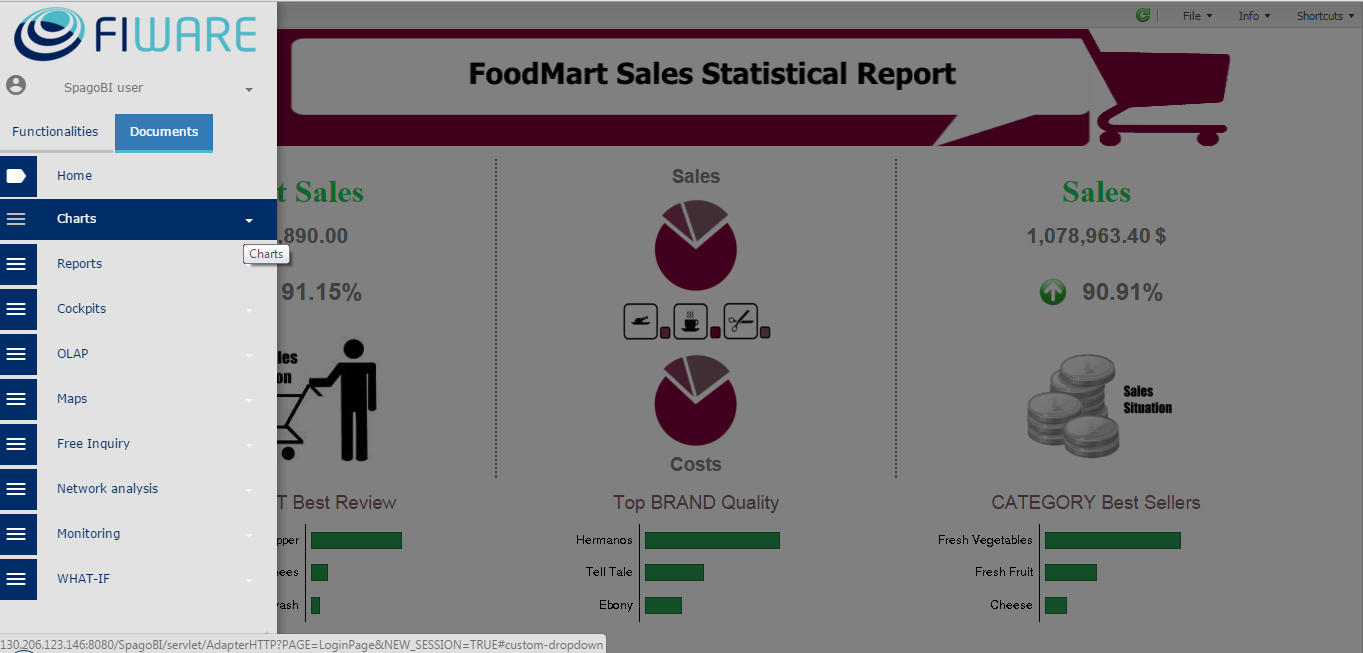 FIWARE
File
Info
Shortcuts
SpagoBI user
Functionalities
Documents
Home
Charts
Charts
Reports
Cockpits
OLAP
Maps
Free Inquiry
Network analysis
Monitoring
WHAT-IF
FoodMart Sales Statistical Report
t Sales
,890.00
91.15%
les
on
T Best Review
pper
nees
ash
Sales
Costs
Top BRAND Quality
Hermanos
Tell Tale
Ebony
Sales
1,078,963.40 $
90.91%
Sales
Situation
CATEGORY Best Sellers
Fresh Vegetables
Fresh Fruit
Cheese
130.206.123.146:8080/SpagoBI/servlet/AdapterHTTP?PAGE=LoginPage&NEW_SESSION=TRUE#custom-dropdown